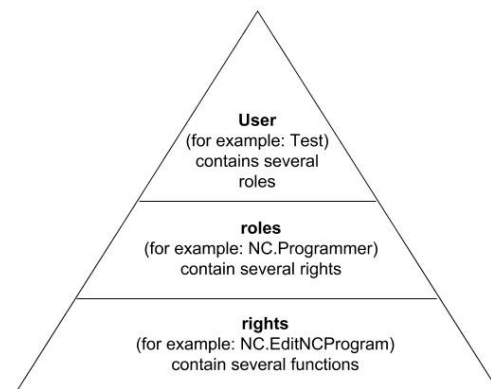 User
(for example: Test)
contains several
roles
roles
(for example: NC.Programmer)
contain several rights
rights
(for example: NC.EditNCProgram)
contain several functions